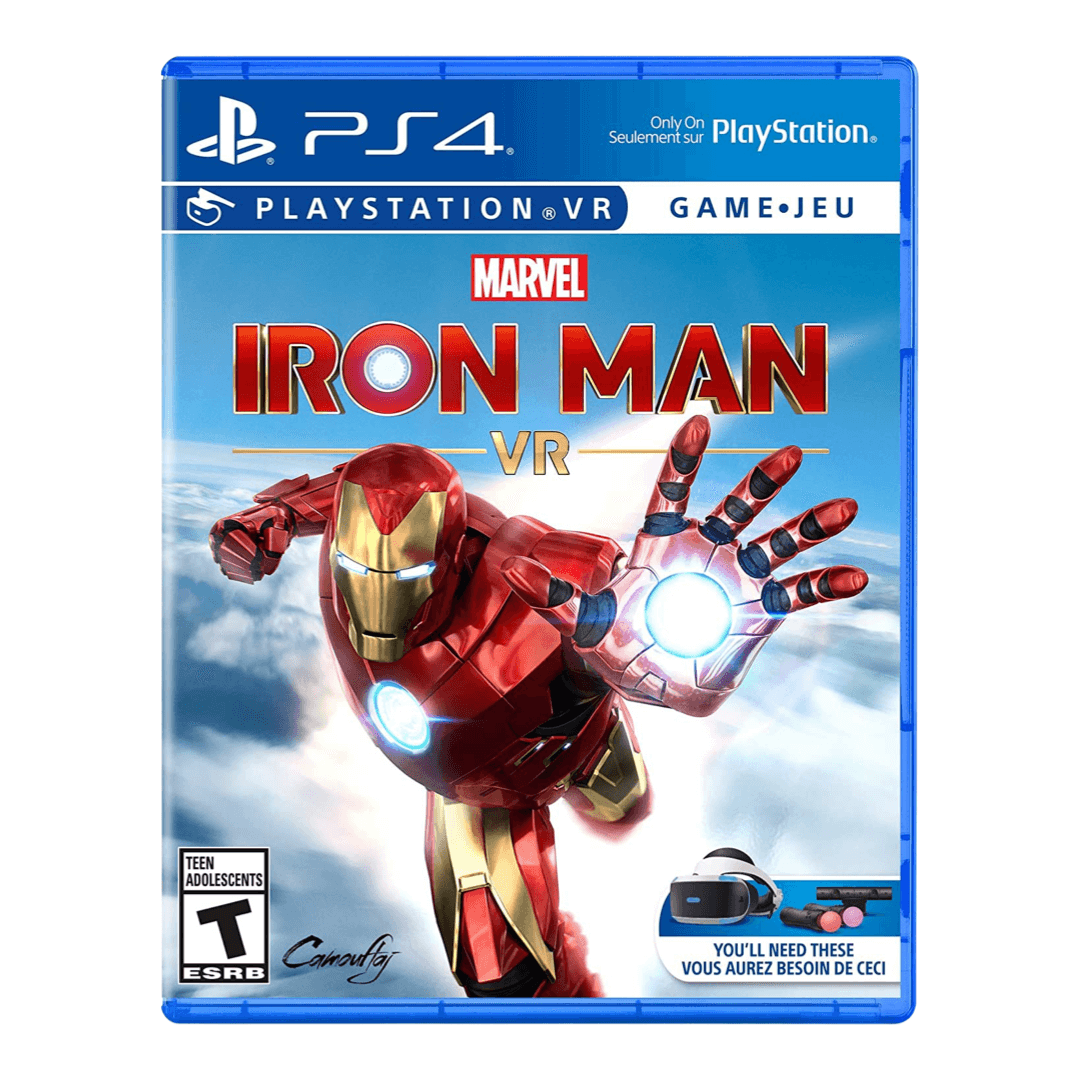 PS4®
Only On
Seulement sur
PlayStation®
PLAYSTATION®VR
GAME•JEU
MARVEL
IRON MAN
VR
TEEN
ADOLESCENTS
T
ESRB
Camouflaj
YOU'LL NEED THESE
VOUS AUREZ BESOIN DE CECI